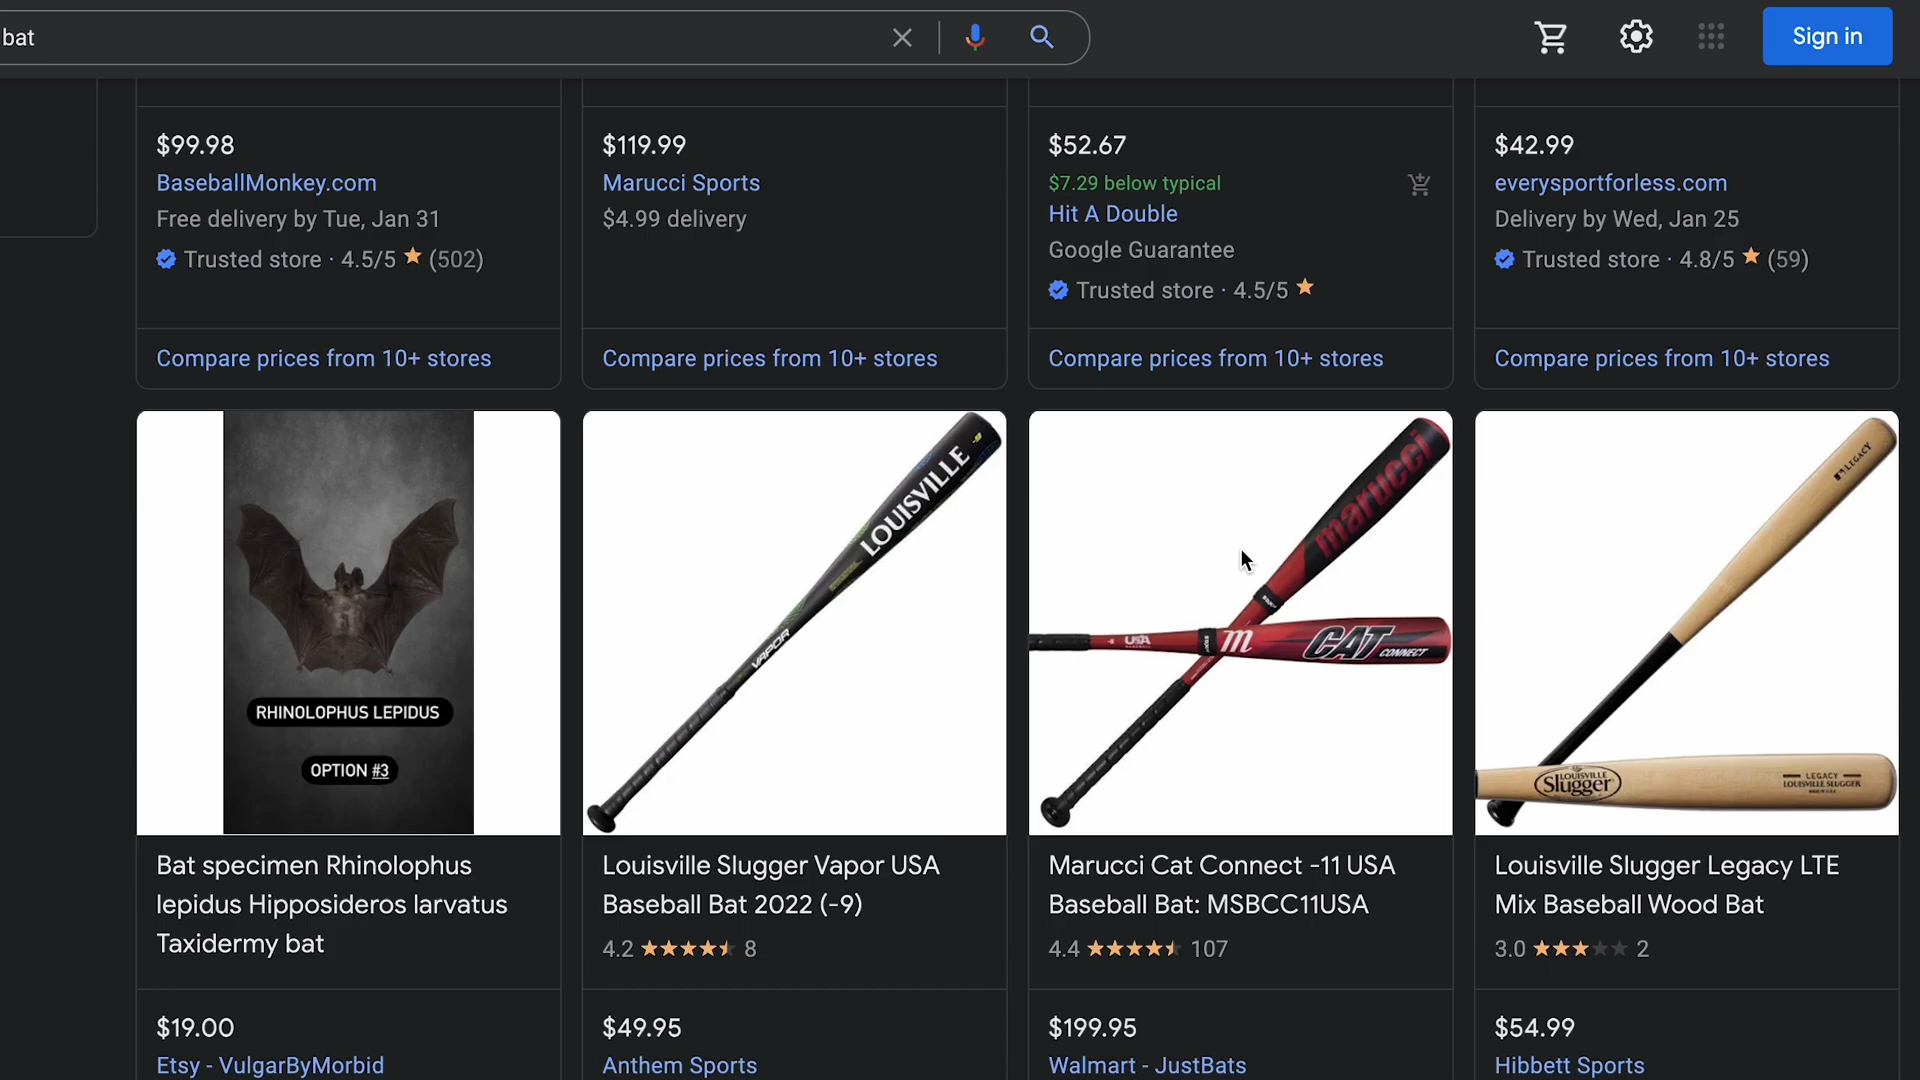 bat
Sign in
$99.98
BaseballMonkey.com
Free delivery by Tue, Jan 31
Trusted store · 4.5/5 ★ (502)
Compare prices from 10+ stores
$119.99
Marucci Sports
$4.99 delivery
Compare prices from 10+ stores
$52.67
$7.29 below typical
Hit A Double
Google Guarantee
Trusted store · 4.5/5 ★
Compare prices from 10+ stores
$42.99
everysportforless.com
Delivery by Wed, Jan 25
Trusted store · 4.8/5 ★ (59)
Compare prices from 10+ stores
RHINOLOPHUS LEPIDUS
OPTION #3
Bat specimen Rhinolophus
lepidus Hipposideros larvatus
Taxidermy bat
$19.00
Etsy - VulgarByMorbid
LOUISVILLE
VAPOR
-9
Louisville Slugger Vapor USA
Baseball Bat 2022 (-9)
4.2 8
$49.95
Anthem Sports
marucci
USA
m
CAT
CONNECT
Marucci Cat Connect -11 USA
Baseball Bat: MSBCC11USA
4.4 107
$199.95
Walmart - JustBats
LEGACY
LOUISVILLE
Slugger
LEGACY
LOUISVILLE SLUGGER
Louisville Slugger Legacy LTE
Mix Baseball Wood Bat
3.0 2
$54.99
Hibbett Sports